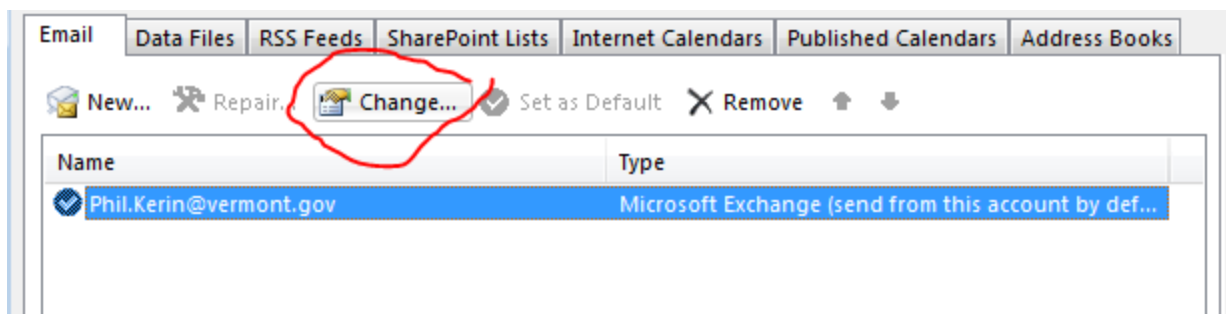 Email Data Files RSS Feeds SharePoint Lists Internet Calendars Published Calendars Address Books
New... Repair... Change... Set as Default Remove
Name Type
Phil.Kerin@vermont.gov Microsoft Exchange (send from this account by def...